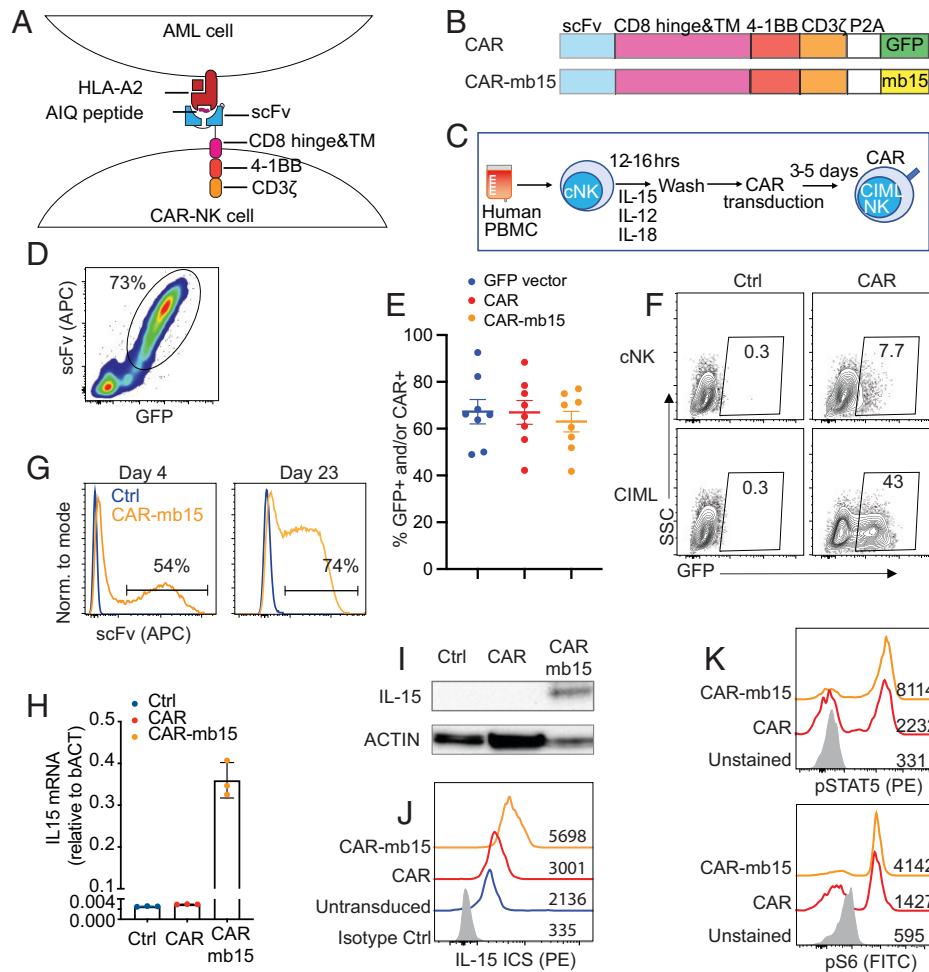 A
AML cell
HLA-A2
AIQ peptide
scFv
CD8 hinge&TM
4-1BB
CD3ζ
CAR-NK cell
B
scFv CD8 hinge&TM 4-1BB CD3ζ P2A
CAR GFP
CAR-mb15 mb15
C
Human
PBMC
cNK
12-16 hrs
IL-15
IL-12
IL-18
Wash
CAR
transduction
3-5 days
CAR
CIML
NK
D
73%
scFv (APC)
GFP
E
GFP vector
CAR
CAR-mb15
% GFP+ and/or CAR+
100
80
60
40
20
0
F
Ctrl CAR
cNK 0.3 7.7
CIML 0.3 43
SSC
GFP
G
Day 4 Day 23
Ctrl
CAR-mb15
54% 74%
Norm. to mode
scFv (APC)
H
Ctrl
CAR
CAR-mb15
IL15 mRNA
(relative to bACT)
0.5
0.4
0.3
0.2
0.1
0.004
0.000
Ctrl CAR CAR
mb15
I
Ctrl CAR CAR
mb15
IL-15
ACTIN
J
CAR-mb15 5698
CAR 3001
Untransduced 2136
Isotype Ctrl 335
IL-15 ICS (PE)
K
CAR-mb15 8114
CAR 2232
Unstained 331
pSTAT5 (PE)
CAR-mb15 4142
CAR 1427
Unstained 595
pS6 (FITC)